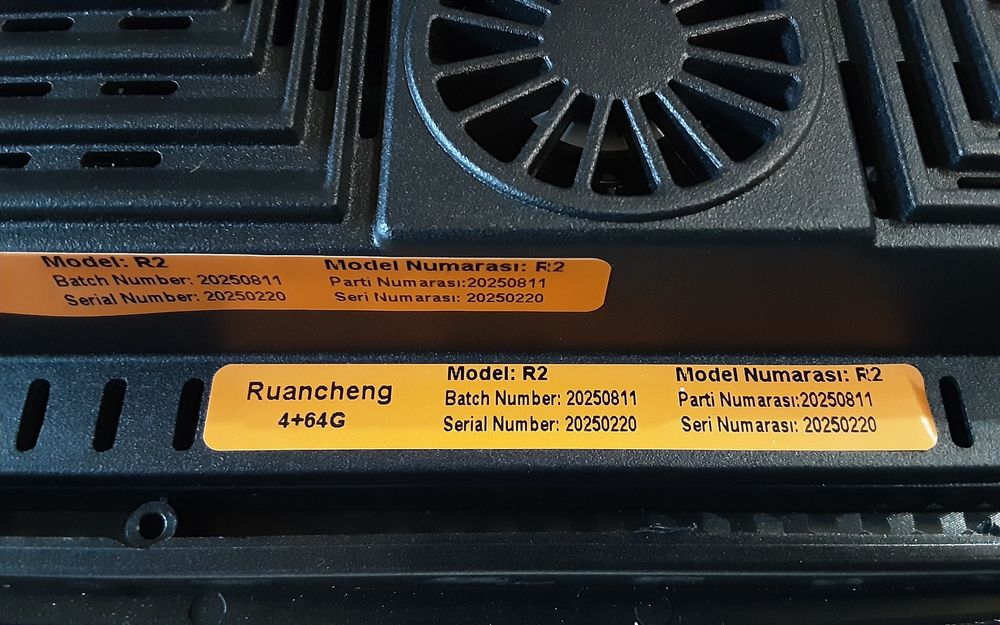 Model: R2
Batch Number: 20250811
Serial Number: 20250220
Model Numarası: R2
Parti Numarası:20250811
Seri Numarası: 20250220
Ruancheng
4+64G
Model: R2
Batch Number: 20250811
Serial Number: 20250220
Model Numarası: R2
Parti Numarası:20250811
Seri Numarası: 20250220